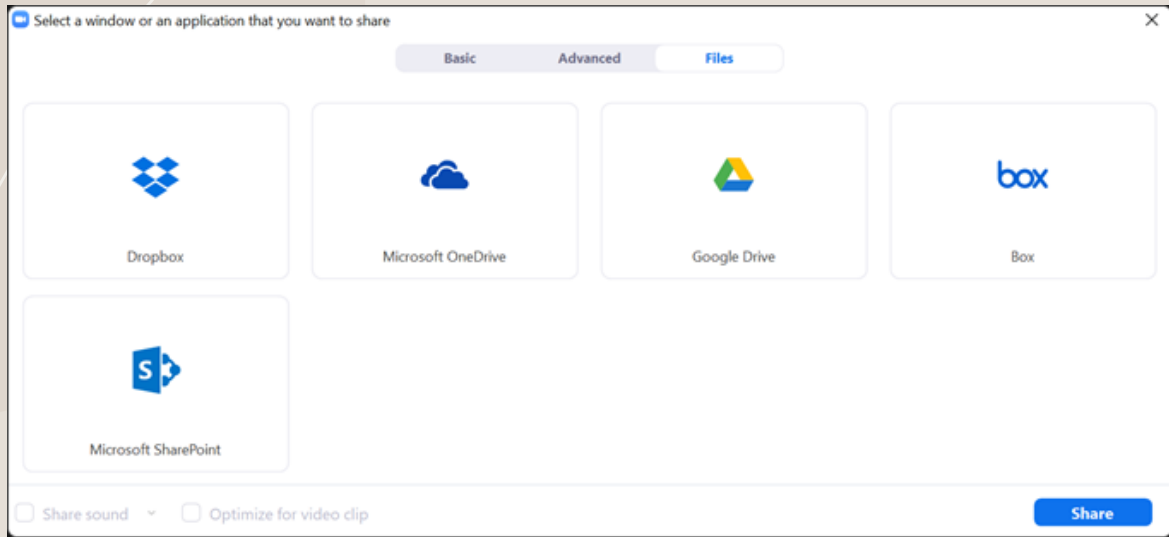 Select a window or an application that you want to share
Basic Advanced Files
box
Dropbox Microsoft OneDrive Google Drive Box
S
Microsoft SharePoint
Share sound Optimize for video clip Share